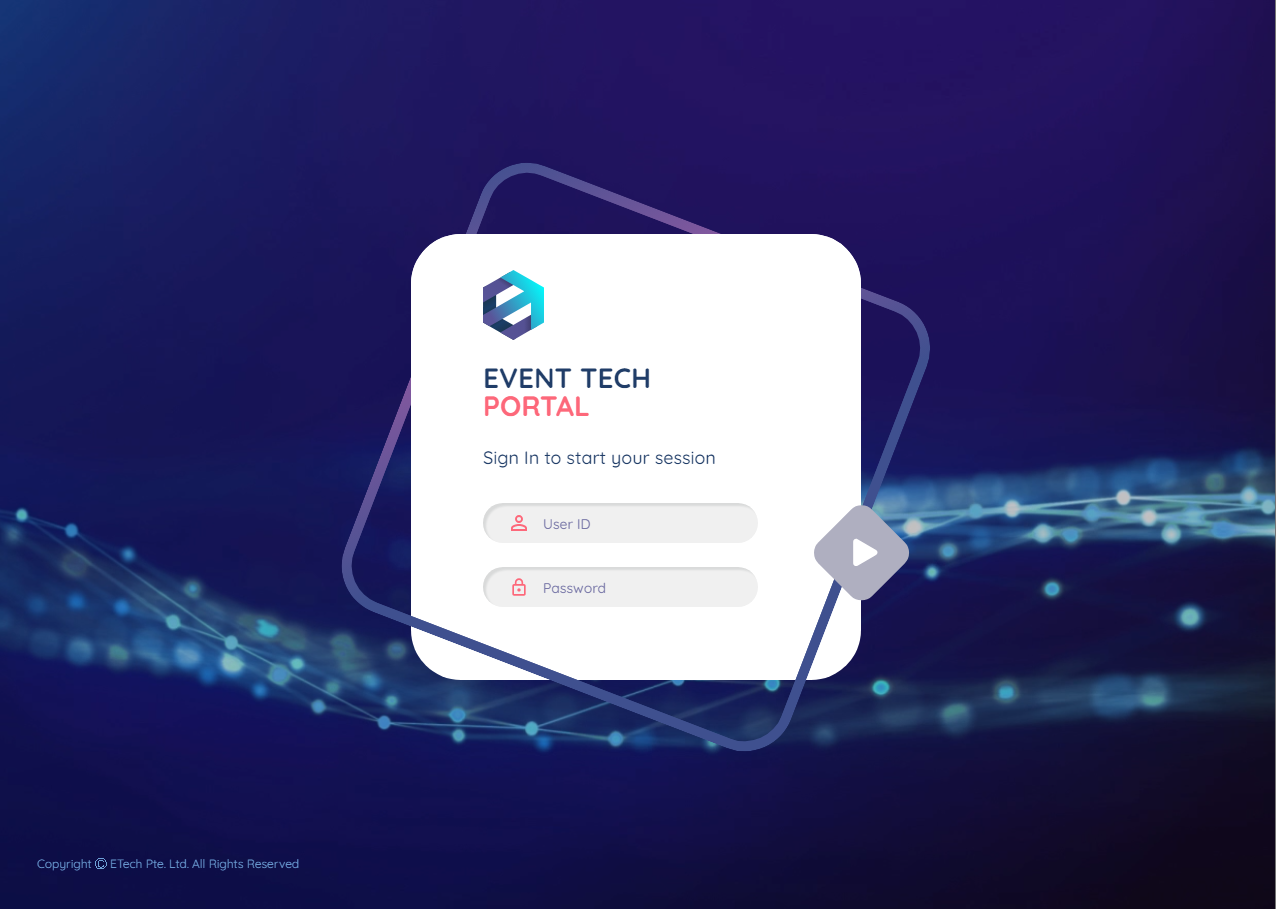 EVENT TECH
PORTAL
Sign In to start your session
User ID
Password
Copyright © ETech Pte. Ltd. All Rights Reserved